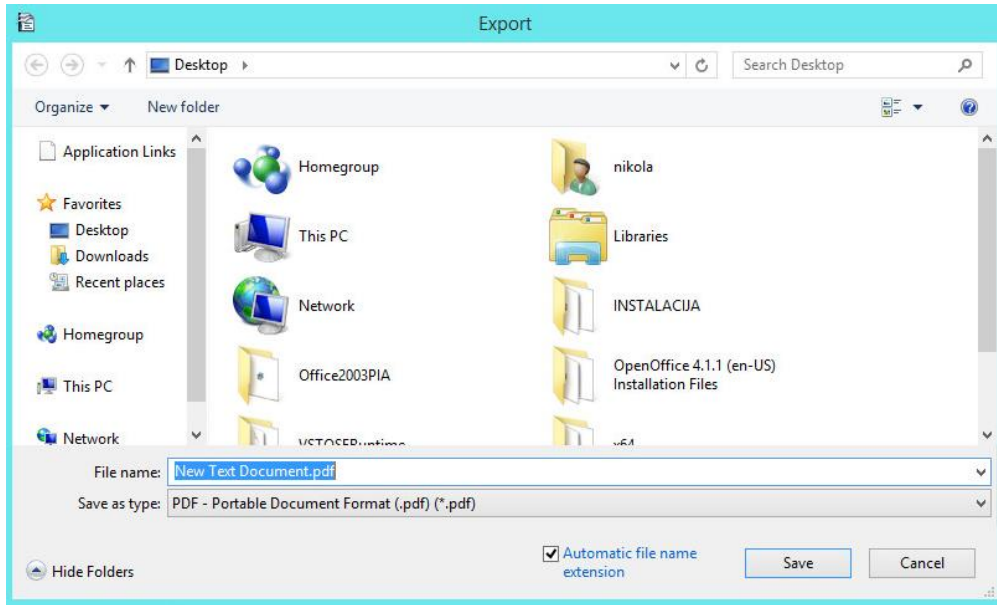 Export
Desktop
Search Desktop
Organize
New folder
Application Links
Favorites
Desktop
Downloads
Recent places
Homegroup
This PC
Network
Homegroup
nikola
This PC
Libraries
Network
INSTALACIJA
Office2003PIA
OpenOffice 4.1.1 (en-US)
Installation Files
VSTOSERuntime
x64
File name: New Text Document.pdf
Save as type: PDF - Portable Document Format (.pdf) (*.pdf)
Automatic file name
extension
Save
Cancel
Hide Folders